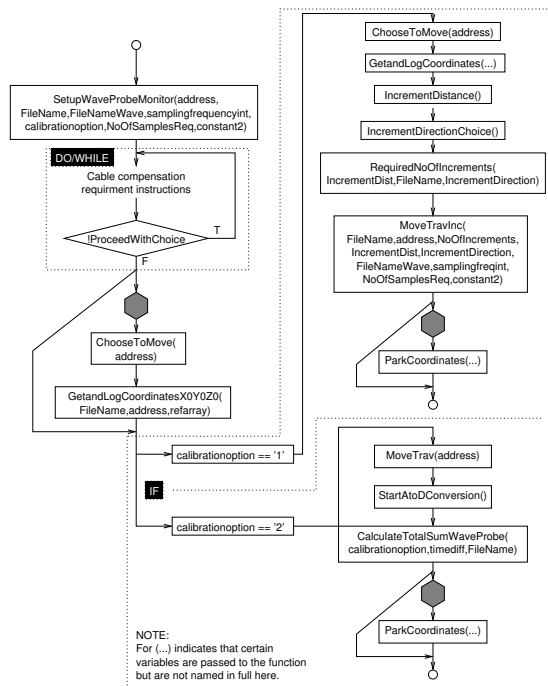 SetupWaveProbeMonitor(address,
FileName,FileNameWave,samplingfrequencyint,
calibrationoption,NoOfSamplesReq,constant2)
DO/WHILE
Cable compensation
requirment instructions
!ProceedWithChoice
T
F
ChooseToMove(
address)
GetandLogCoordinatesX0Y0Z0(
FileName,address,refarray)
calibrationoption == '1'
IF
calibrationoption == '2'
ChooseToMove(address)
GetandLogCoordinates(...)
IncrementDistance()
IncrementDirectionChoice()
RequiredNoOfIncrements(
IncrementDist,FileName,IncrementDirection)
MoveTravInc(
FileName,address,NoOfIncrements,
IncrementDist,IncrementDirection,
FileNameWave,samplingfreqint,
NoOfSamplesReq,constant2)
ParkCoordinates(...)
MoveTrav(address)
StartAtoDConversion()
CalculateTotalSumWaveProbe(
calibrationoption,timediff,FileName)
ParkCoordinates(...)
NOTE:
For (...) indicates that certain
variables are passed to the function
but are not named in full here.